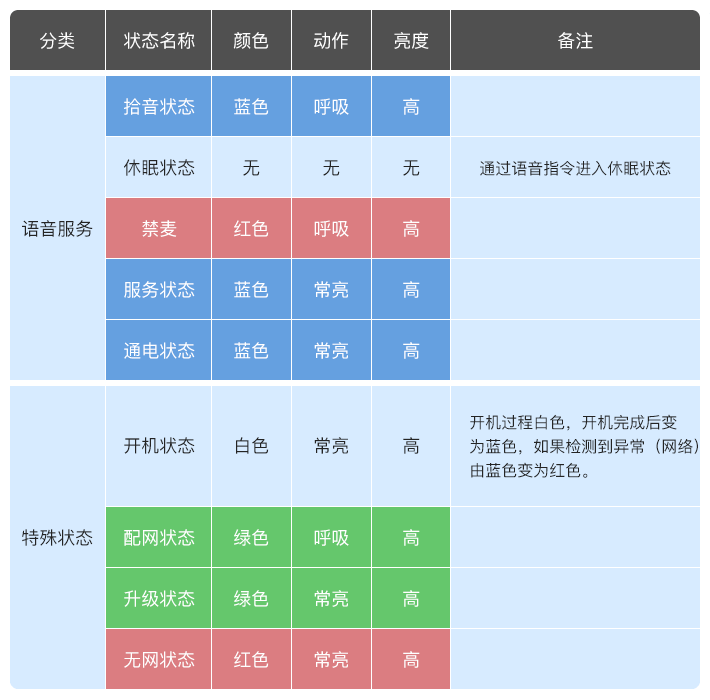 分类 状态名称 颜色 动作 亮度 备注
语音服务
拾音状态 蓝色 呼吸 高
休眠状态 无 无 无 通过语音指令进入休眠状态
禁麦 红色 呼吸 高
服务状态 蓝色 常亮 高
通电状态 蓝色 常亮 高
特殊状态
开机状态 白色 常亮 高
开机过程白色，开机完成后变
为蓝色，如果检测到异常（网络）
由蓝色变为红色。
配网状态 绿色 呼吸 高
升级状态 绿色 常亮 高
无网状态 红色 常亮 高